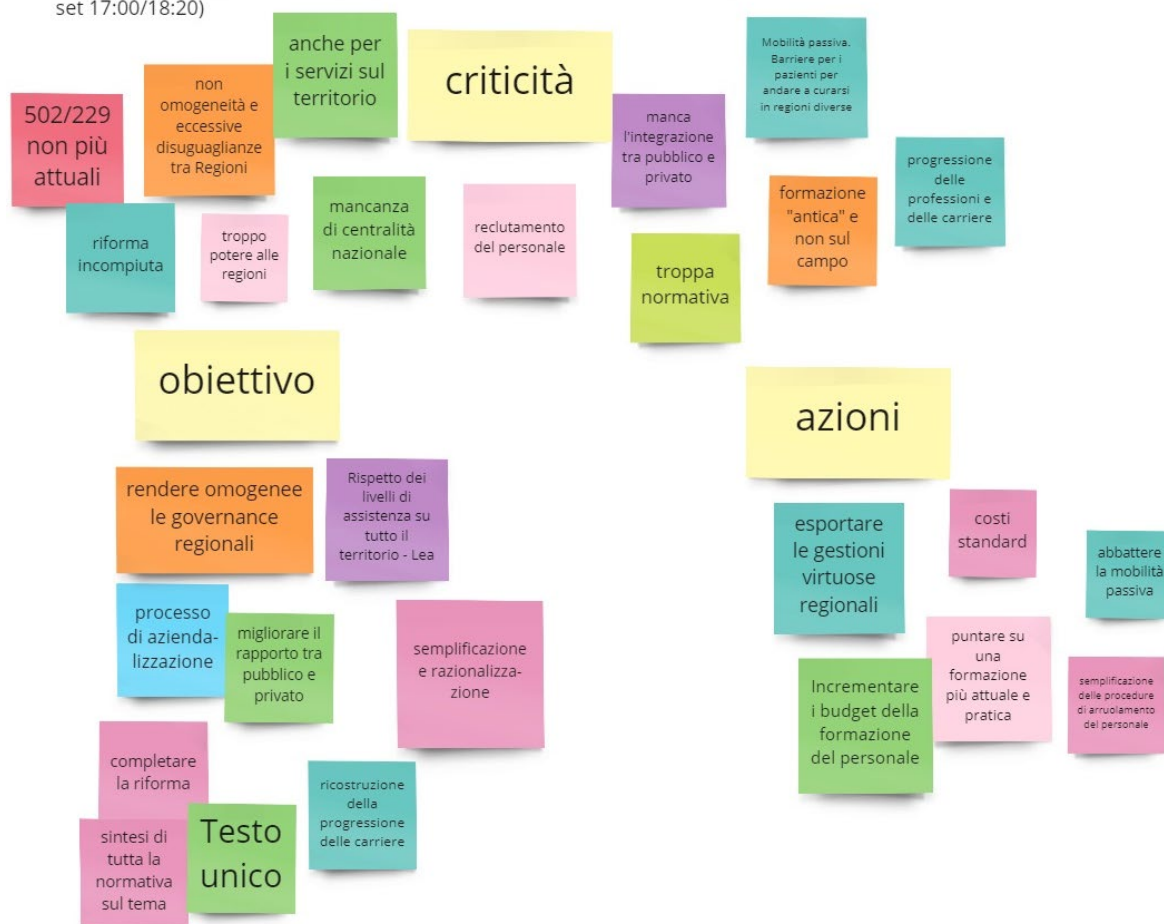 set 17:00/18:20)
criticità
502/229
non più
attuali
non
omogeneità e
eccessive
disuguaglianze
tra Regioni
anche per
i servizi sul
territorio
manca
l'integrazione
tra pubblico e
privato
Mobilità passiva.
Barriere per i
pazienti per
andare a curarsi
in regioni diverse
riforma
incompiuta
troppo
potere alle
regioni
mancanza
di centralità
nazionale
reclutamento
del personale
troppa
normativa
formazione
"antica" e
non sul
campo
progressione
delle
professioni e
delle carriere
obiettivo
rendere omogenee
le governance
regionali
Rispetto dei
livelli di
assistenza su
tutto il
territorio - Lea
processo
di azienda-
lizzazione
migliorare il
rapporto tra
pubblico e
privato
semplificazione
e razionalizza-
zione
completare
la riforma
sintesi di
tutta la
normativa
sul tema
Testo
unico
ricostruzione
della
progressione
delle carriere
azioni
esportare
le gestioni
virtuose
regionali
costi
standard
abbattere
la mobilità
passiva
Incrementare
i budget della
formazione
del personale
puntare su
una
formazione
più attuale e
pratica
semplificazione
delle procedure
di arruolamento
del personale